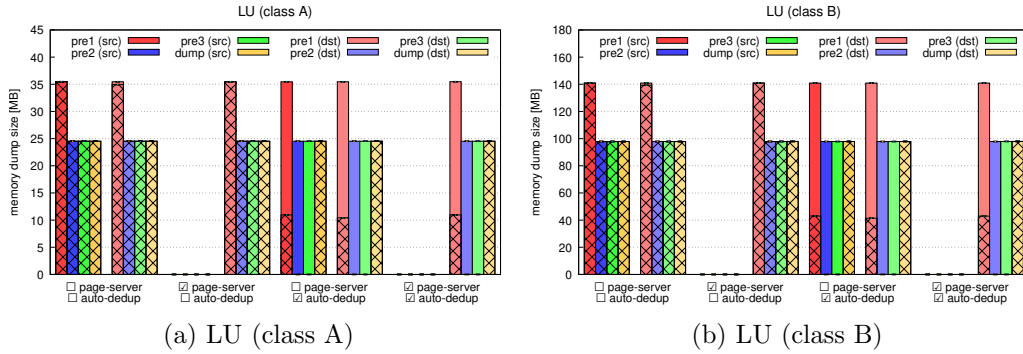 LU (class A)
45
40
35
30
25
20
15
10
5
0
memory dump size [MB]
pre1 (src) pre3 (src) pre1 (dst) pre3 (dst)
pre2 (src) dump (src) pre2 (dst) dump (dst)
☐ page-server ☑ page-server ☐ page-server ☑ page-server
☐ auto-dedup ☐ auto-dedup ☑ auto-dedup ☑ auto-dedup
(a) LU (class A)
LU (class B)
180
160
140
120
100
80
60
40
20
0
memory dump size [MB]
pre1 (src) pre3 (src) pre1 (dst) pre3 (dst)
pre2 (src) dump (src) pre2 (dst) dump (dst)
☐ page-server ☑ page-server ☐ page-server ☑ page-server
☐ auto-dedup ☐ auto-dedup ☑ auto-dedup ☑ auto-dedup
(b) LU (class B)